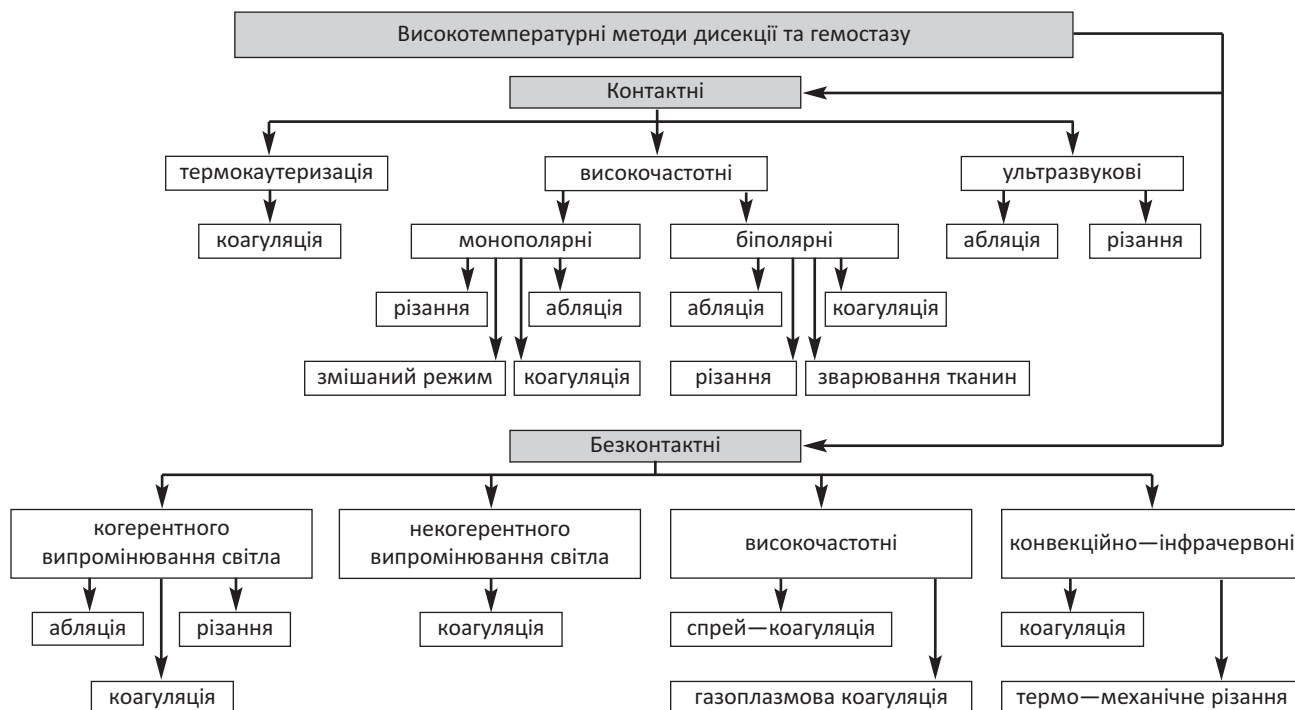 Високотемпературні методи дисекції та гемостазу
Контактні
термокаутеризація
високочастотні
ультразвукові
коагуляція
монополярні
біполярні
абляція
різання
різання
абляція
абляція
коагуляція
змішаний режим
коагуляція
різання
зварювання тканин
Безконтактні
когерентного
випромінювання світла
некогерентного
випромінювання світла
високочастотні
конвекційно—інфрачервоні
абляція
різання
коагуляція
спрей—коагуляція
коагуляція
коагуляція
газоплазмова коагуляція
термо—механічне різання